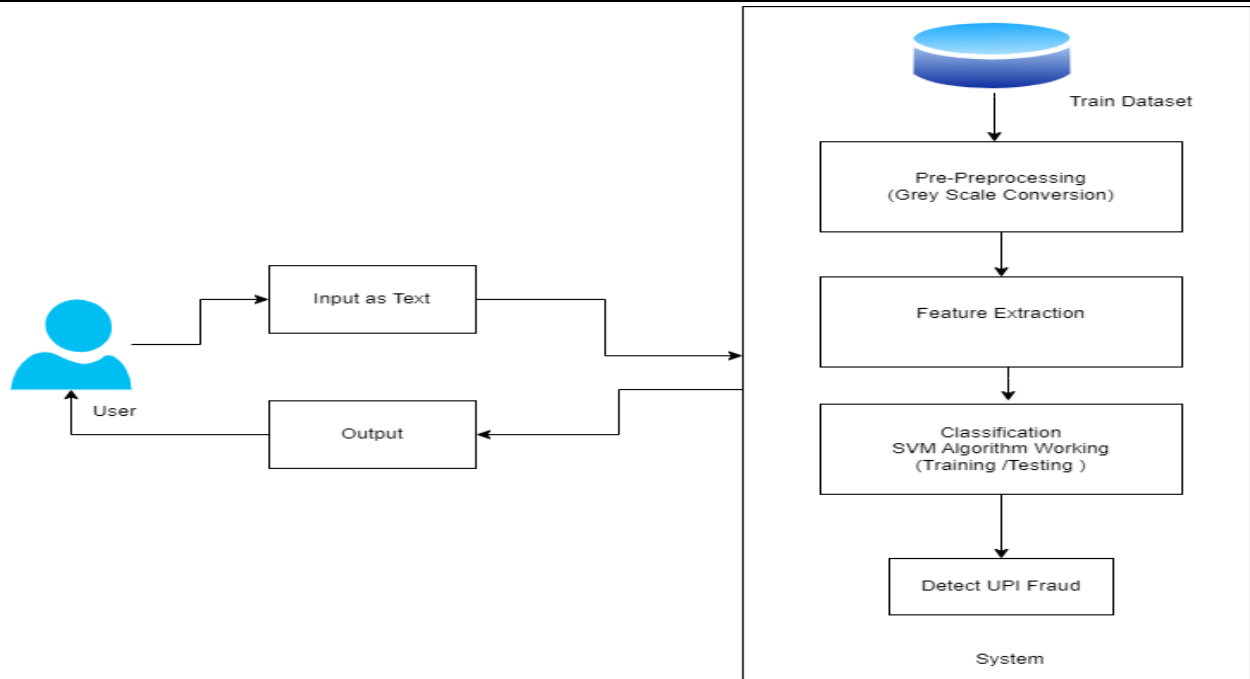 Train Dataset
Pre-Preprocessing
(Grey Scale Conversion)
Input as Text
Feature Extraction
User
Output
Classification
SVM Algorithm Working
(Training /Testing )
Detect UPI Fraud
System